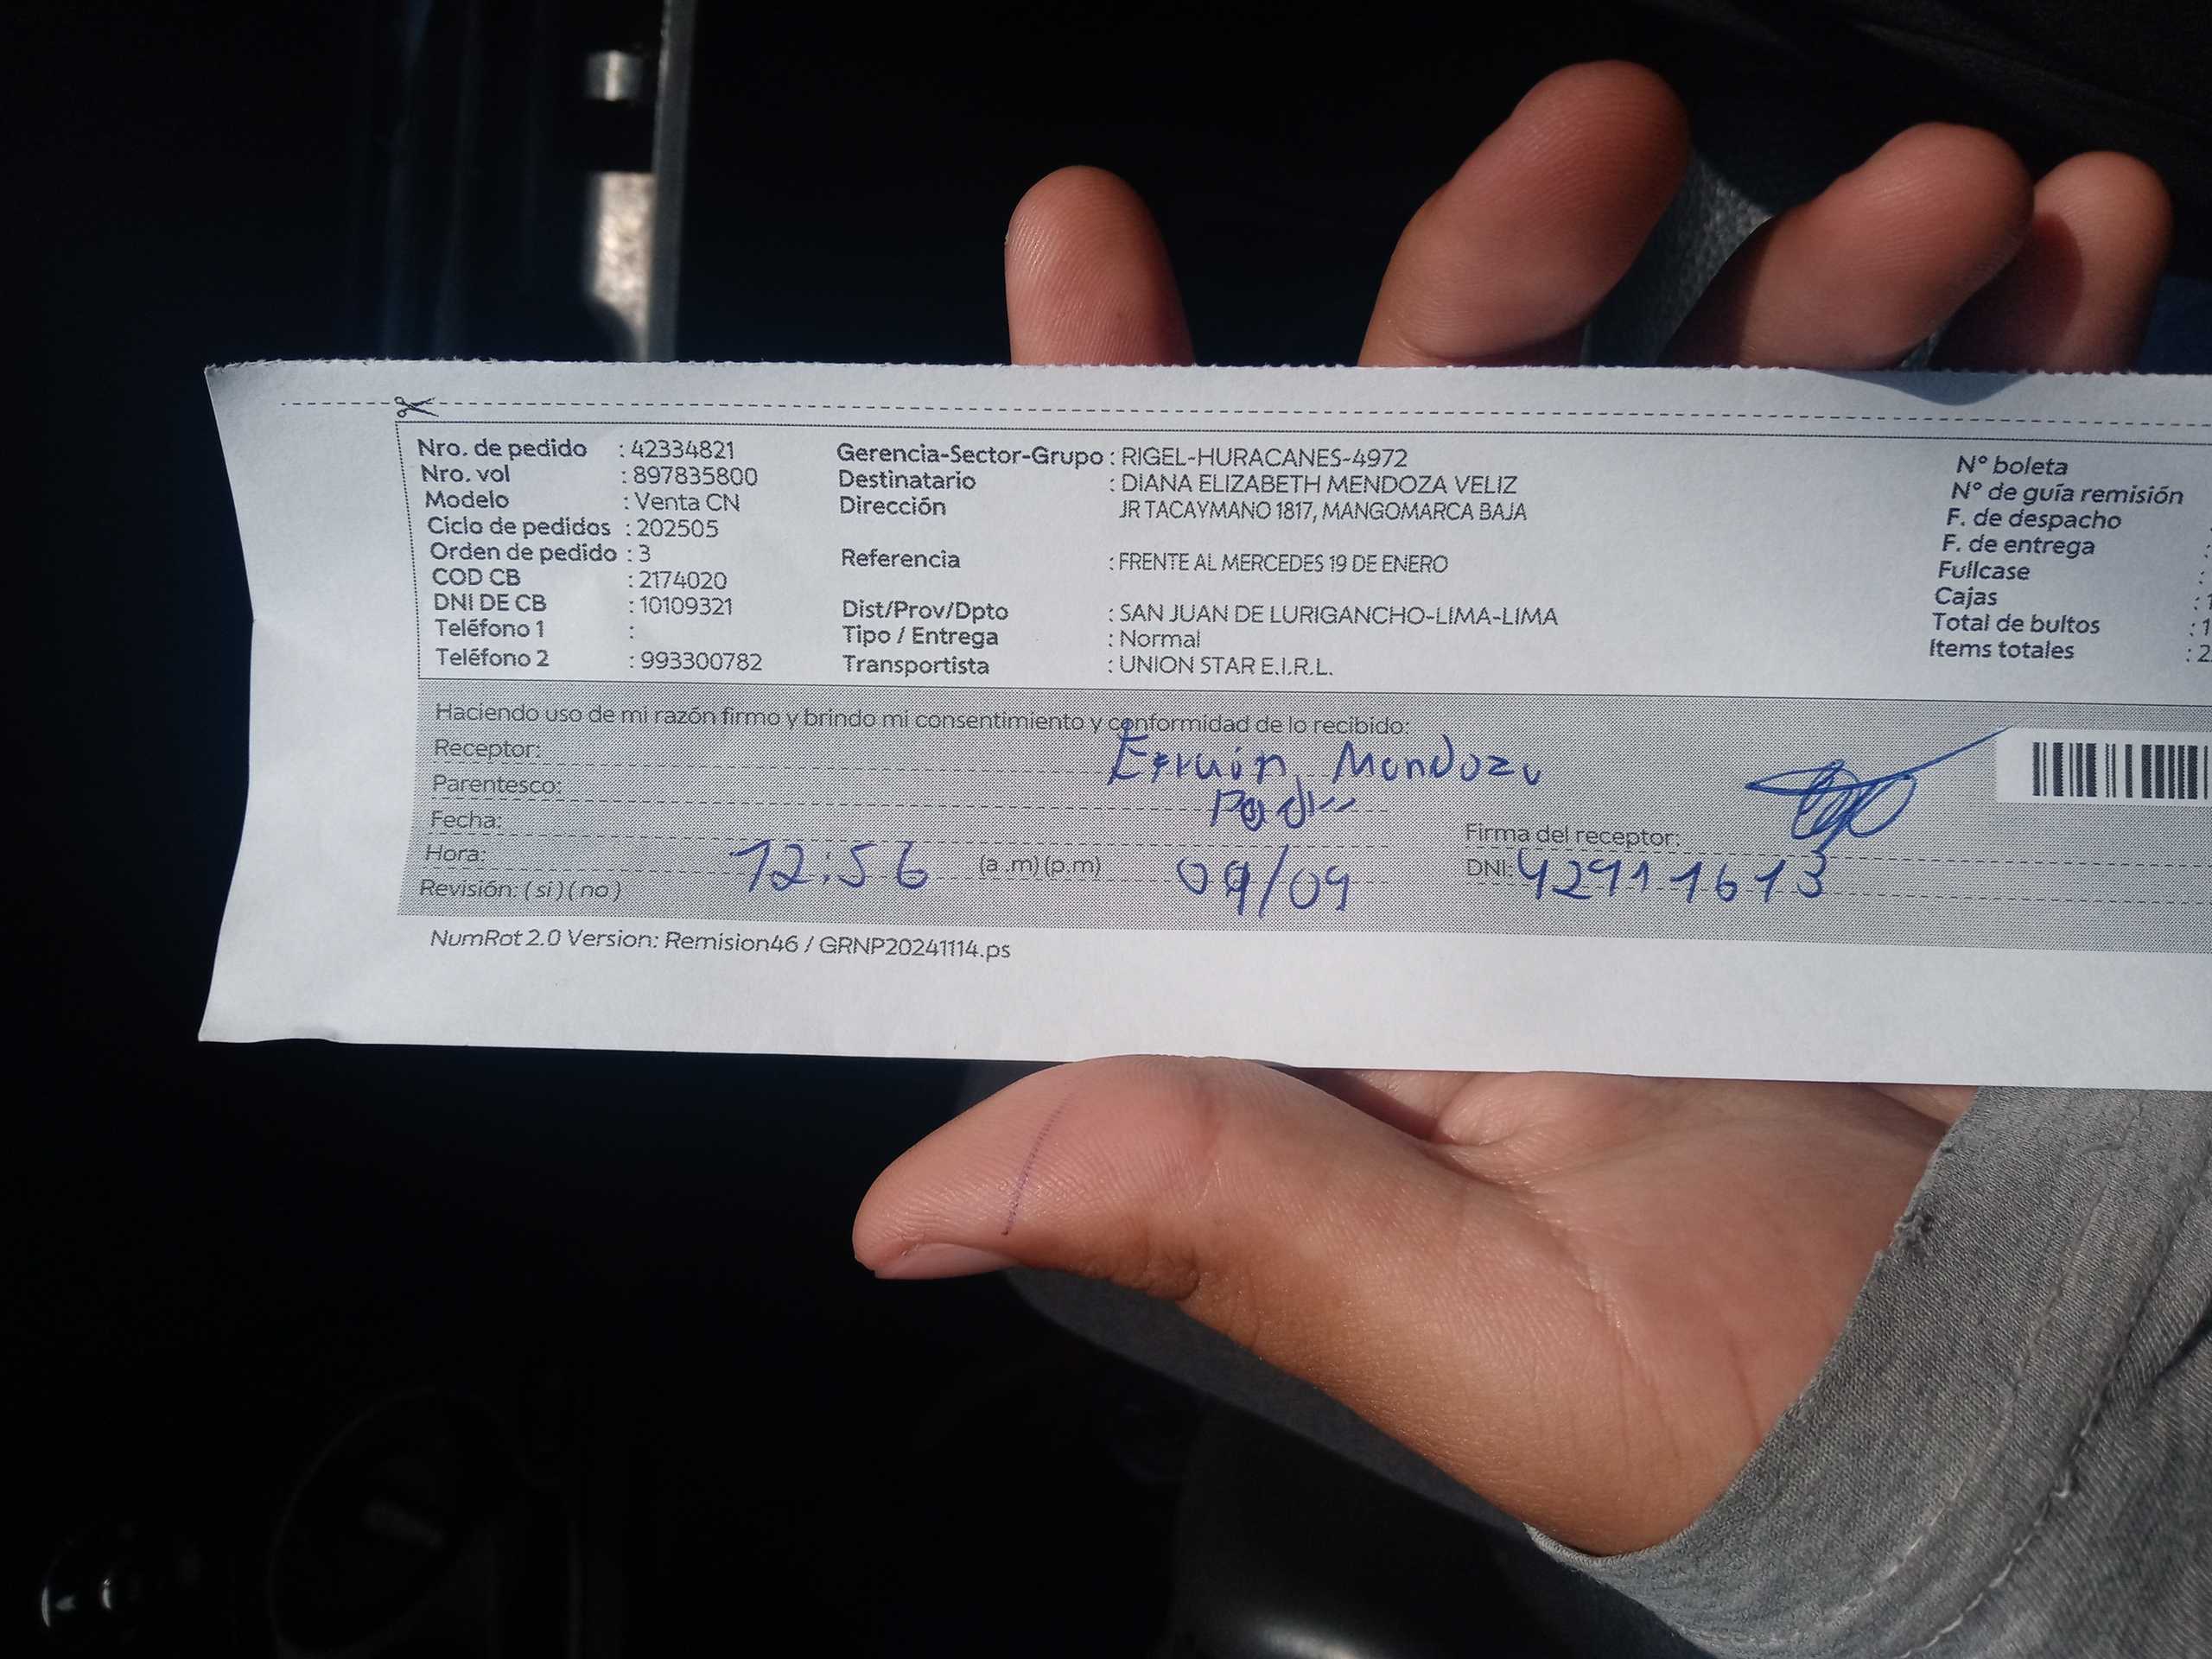 Nro. de pedido : 42334821
Nro. vol : 897835800
Modelo : Venta CN
Ciclo de pedidos : 202505
Orden de pedido : 3
COD CB : 2174020
DNI DE CB : 10109321
Teléfono 1 :
Teléfono 2 : 993300782
Gerencia-Sector-Grupo : RIGEL-HURACANES-4972
Destinatario : DIANA ELIZABETH MENDOZA VELIZ
Dirección JR TACAYMANO 1817, MANGOMARCA BAJA
Referencia : FRENTE AL MERCEDES 19 DE ENERO
Dist/Prov/Dpto : SAN JUAN DE LURIGANCHO-LIMA-LIMA
Tipo / Entrega : Normal
Transportista : UNION STAR E.I.R.L.
N° boleta
N° de guía remisión
F. de despacho :
F. de entrega :
Fullcase :
Cajas : 1
Total de bultos : 1
Items totales : 2
Haciendo uso de mi razón firmo y brindo mi consentimiento y conformidad de lo recibido:
Receptor: Efraín Mendoza
Parentesco: Padre
Fecha:
Firma del receptor:
Hora: 12:56 (a .m) (p.m) 09/09 DNI:
Revisión: ( si ) ( no )
NumRot 2.0 Version: Remision46 / GRNP20241114.ps